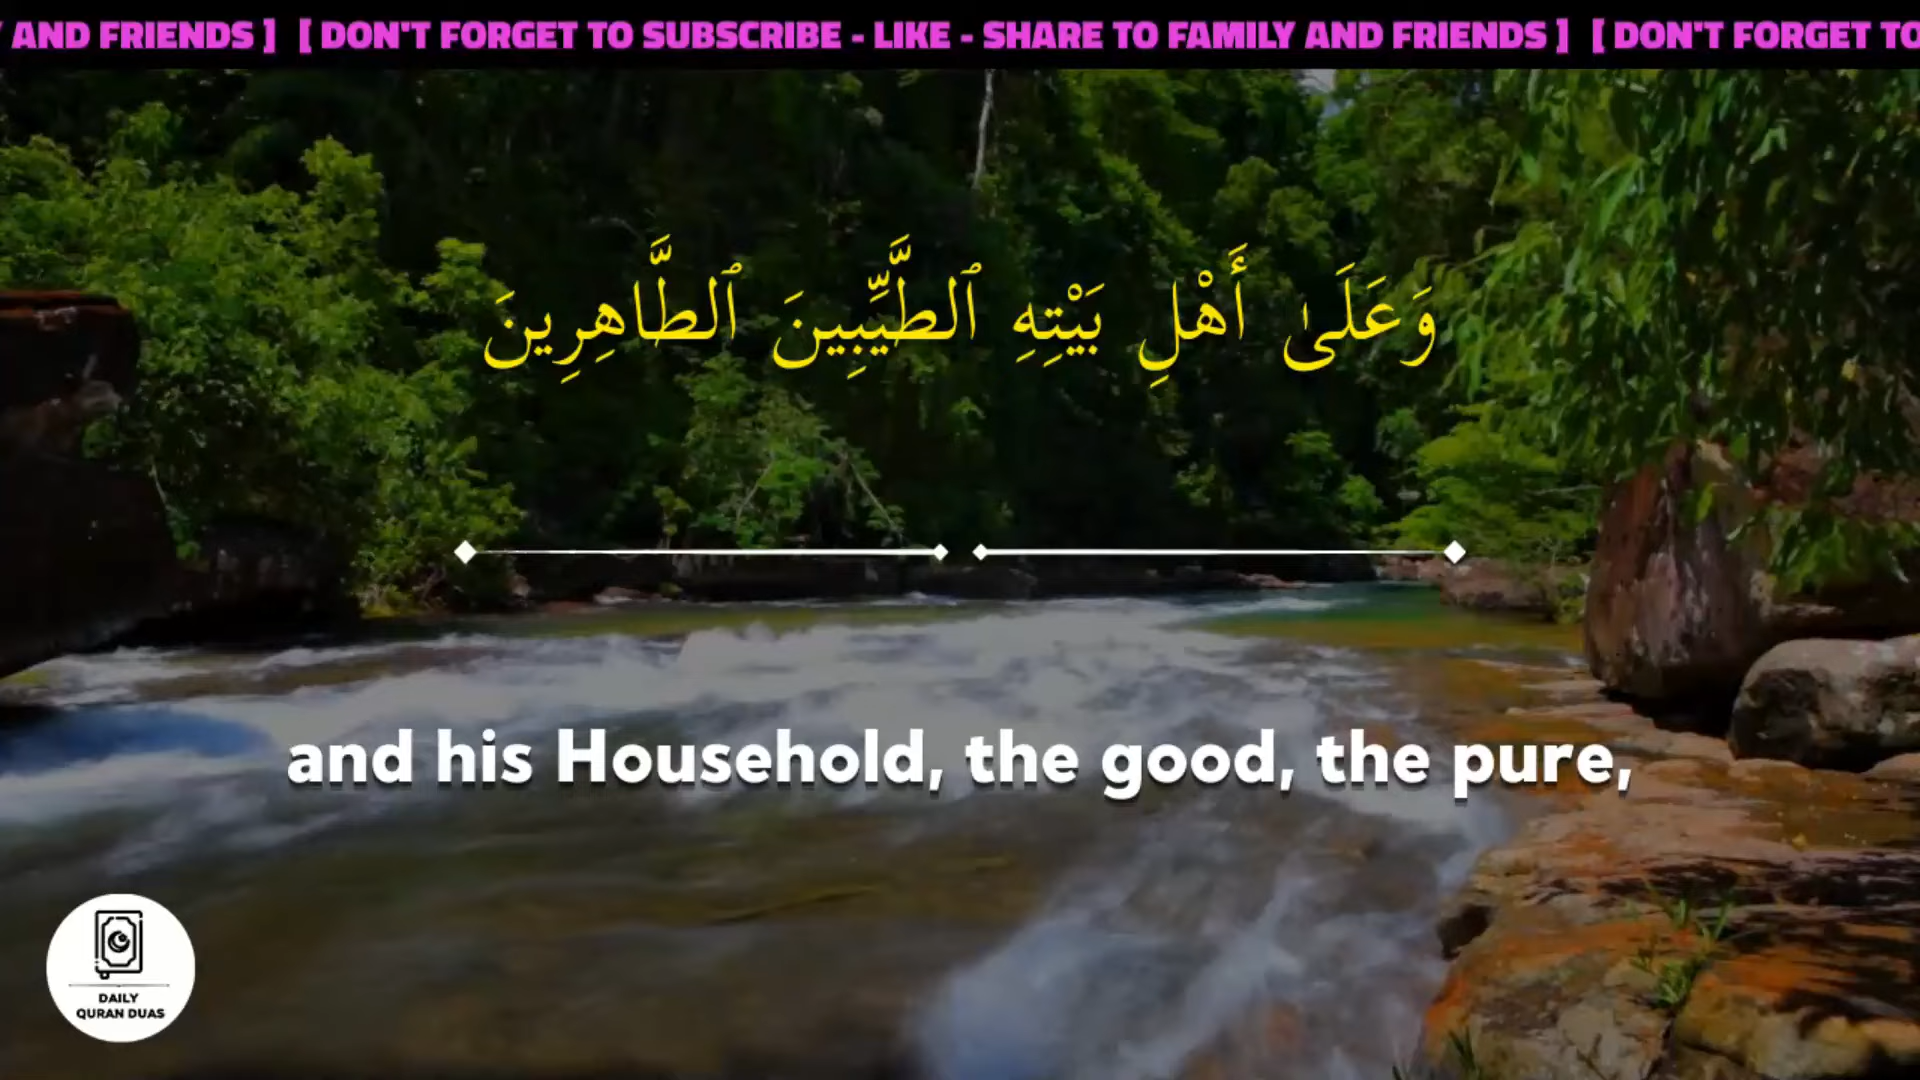 Y AND FRIENDS ] [ DON'T FORGET TO SUBSCRIBE - LIKE - SHARE TO FAMILY AND FRIENDS ] [ DON'T FORGET TO
وَعَلَىٰ أَهْلِ بَيْتِهِ ٱلطَّيِّبِينَ ٱلطَّاهِرِينَ
and his Household, the good, the pure,
DAILY
QURAN DUAS